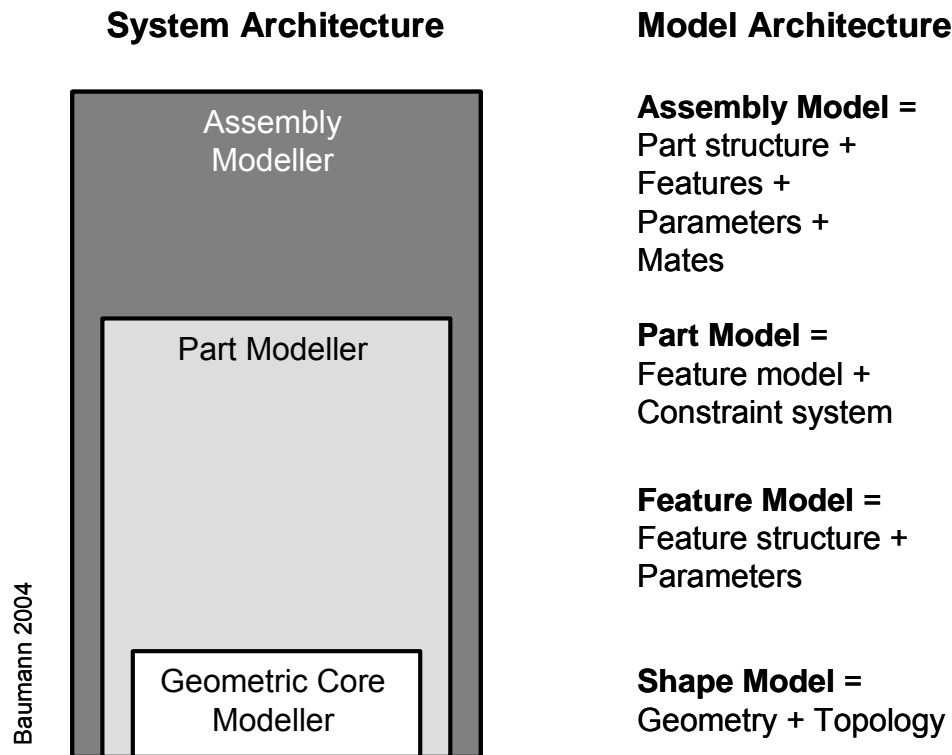 System Architecture
Assembly
Modeller
Part Modeller
Geometric Core
Modeller
Baumann 2004
Model Architecture
Assembly Model =
Part structure +
Features +
Parameters +
Mates
Part Model =
Feature model +
Constraint system
Feature Model =
Feature structure +
Parameters
Shape Model =
Geometry + Topology